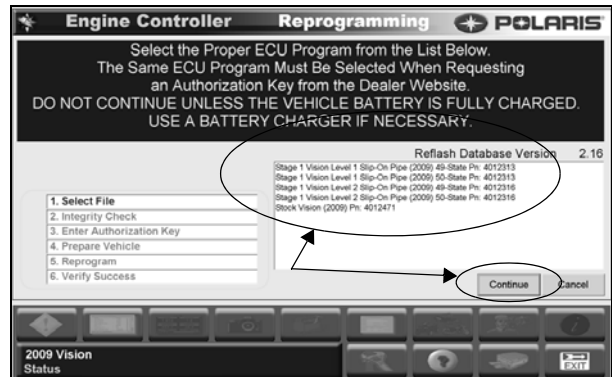 Engine Controller Reprogramming POLARIS
Select the Proper ECU Program from the List Below.
The Same ECU Program Must Be Selected When Requesting
an Authorization Key from the Dealer Website.
DO NOT CONTINUE UNLESS THE VEHICLE BATTERY IS FULLY CHARGED.
USE A BATTERY CHARGER IF NECESSARY.
Reflash Database Version 2.16
Stage 1 Vision Level 1 Slip-On Pipe (2009) 49-State Pn: 4012313
Stage 1 Vision Level 1 Slip-On Pipe (2009) 50-State Pn: 4012313
Stage 1 Vision Level 2 Slip-On Pipe (2009) 49-State Pn: 4012316
Stage 1 Vision Level 2 Slip-On Pipe (2009) 50-State Pn: 4012316
Stock Vision (2009) Pn: 4012471
1. Select File
2. Integrity Check
3. Enter Authorization Key
4. Prepare Vehicle
5. Reprogram
6. Verify Success
Continue
Cancel
2009 Vision
Status
EXIT